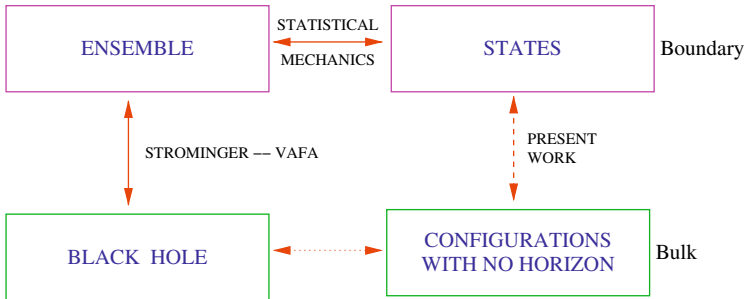 STATISTICAL
ENSEMBLE
STATES
Boundary
MECHANICS
STROMINGER –– VAFA
PRESENT
WORK
BLACK HOLE
CONFIGURATIONS
WITH NO HORIZON
Bulk